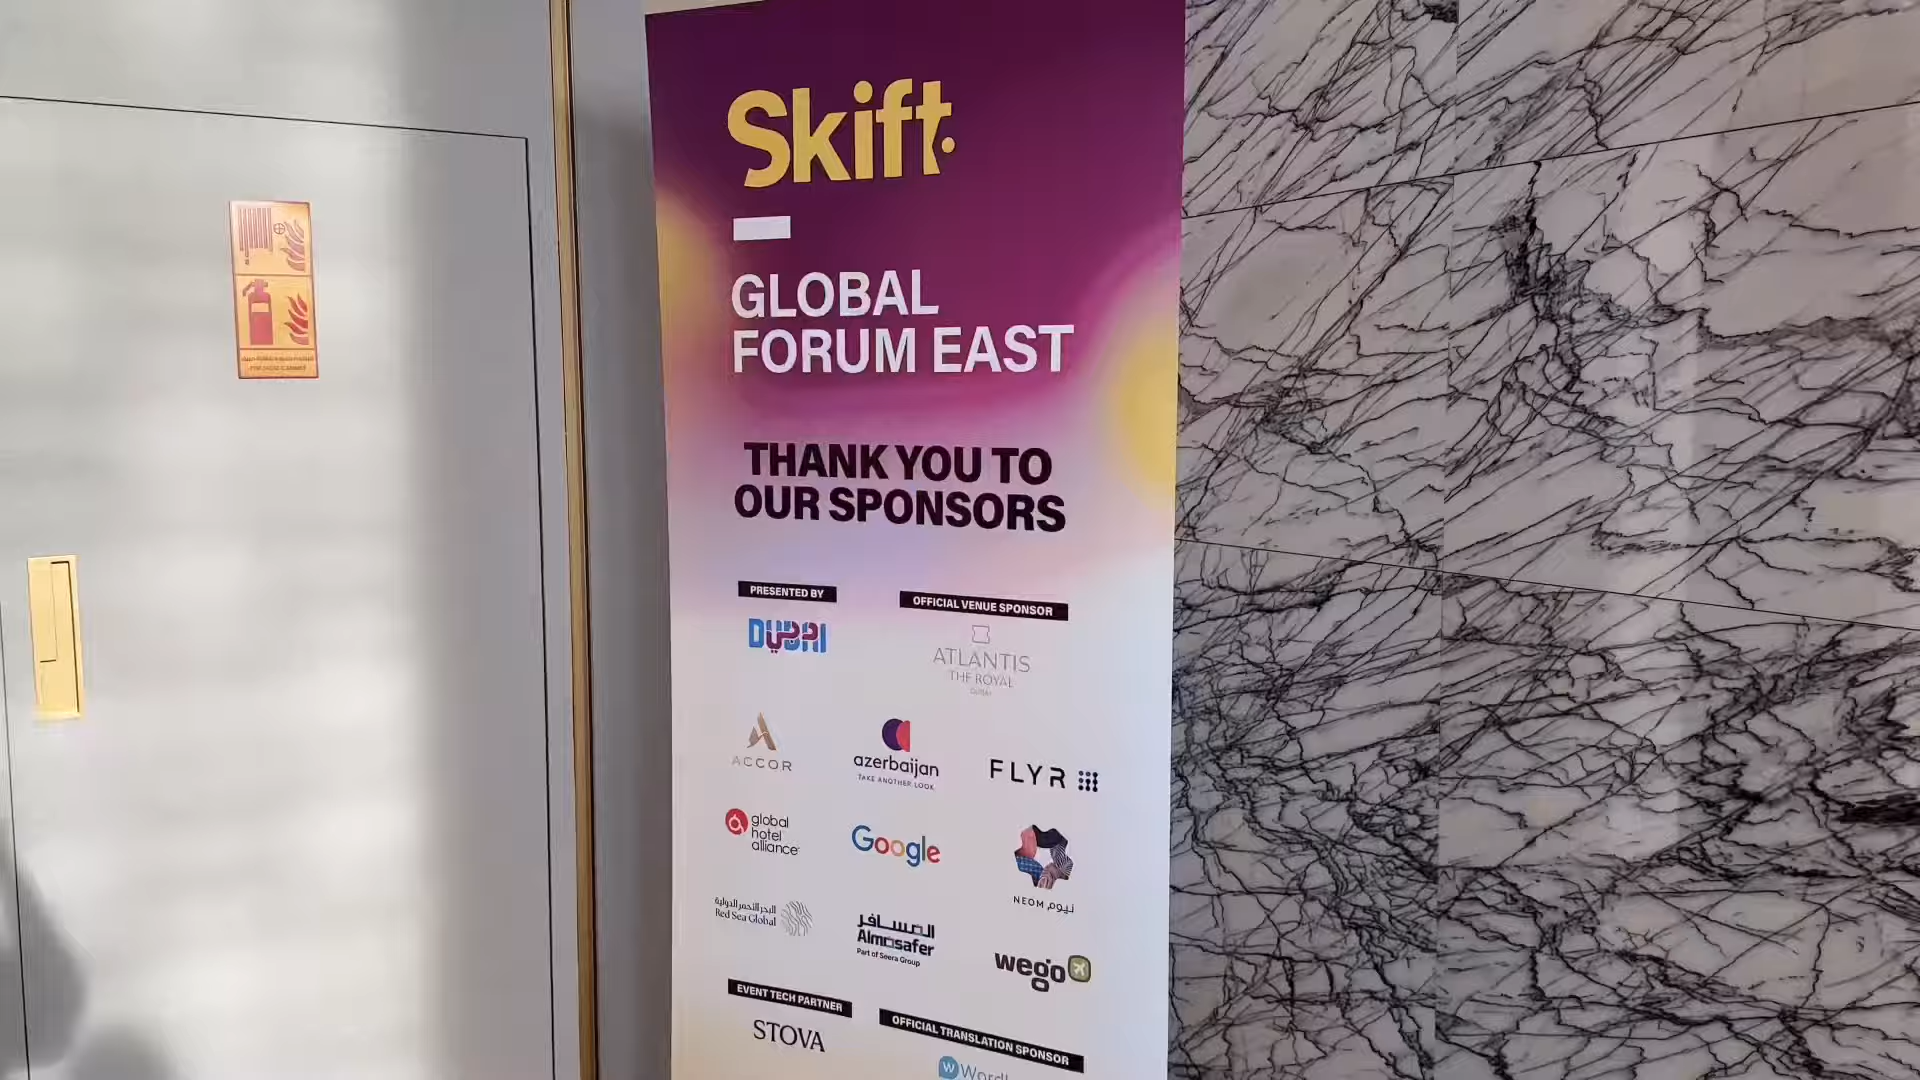 Skift
GLOBAL
FORUM EAST
THANK YOU TO
OUR SPONSORS
PRESENTED BY
OFFICIAL VENUE SPONSOR
DUBAI
ATLANTIS
THE ROYAL
DUBAI
ACCOR
azerbaijan
TAKE ANOTHER LOOK
FLYR
global
hotel
alliance
Google
NEOM نيوم
البحر الأحمر الدولية
Red Sea Global
المسافر
Almosafer
Part of Seera Group
wego
EVENT TECH PARTNER
STOVA
OFFICIAL TRANSLATION SPONSOR